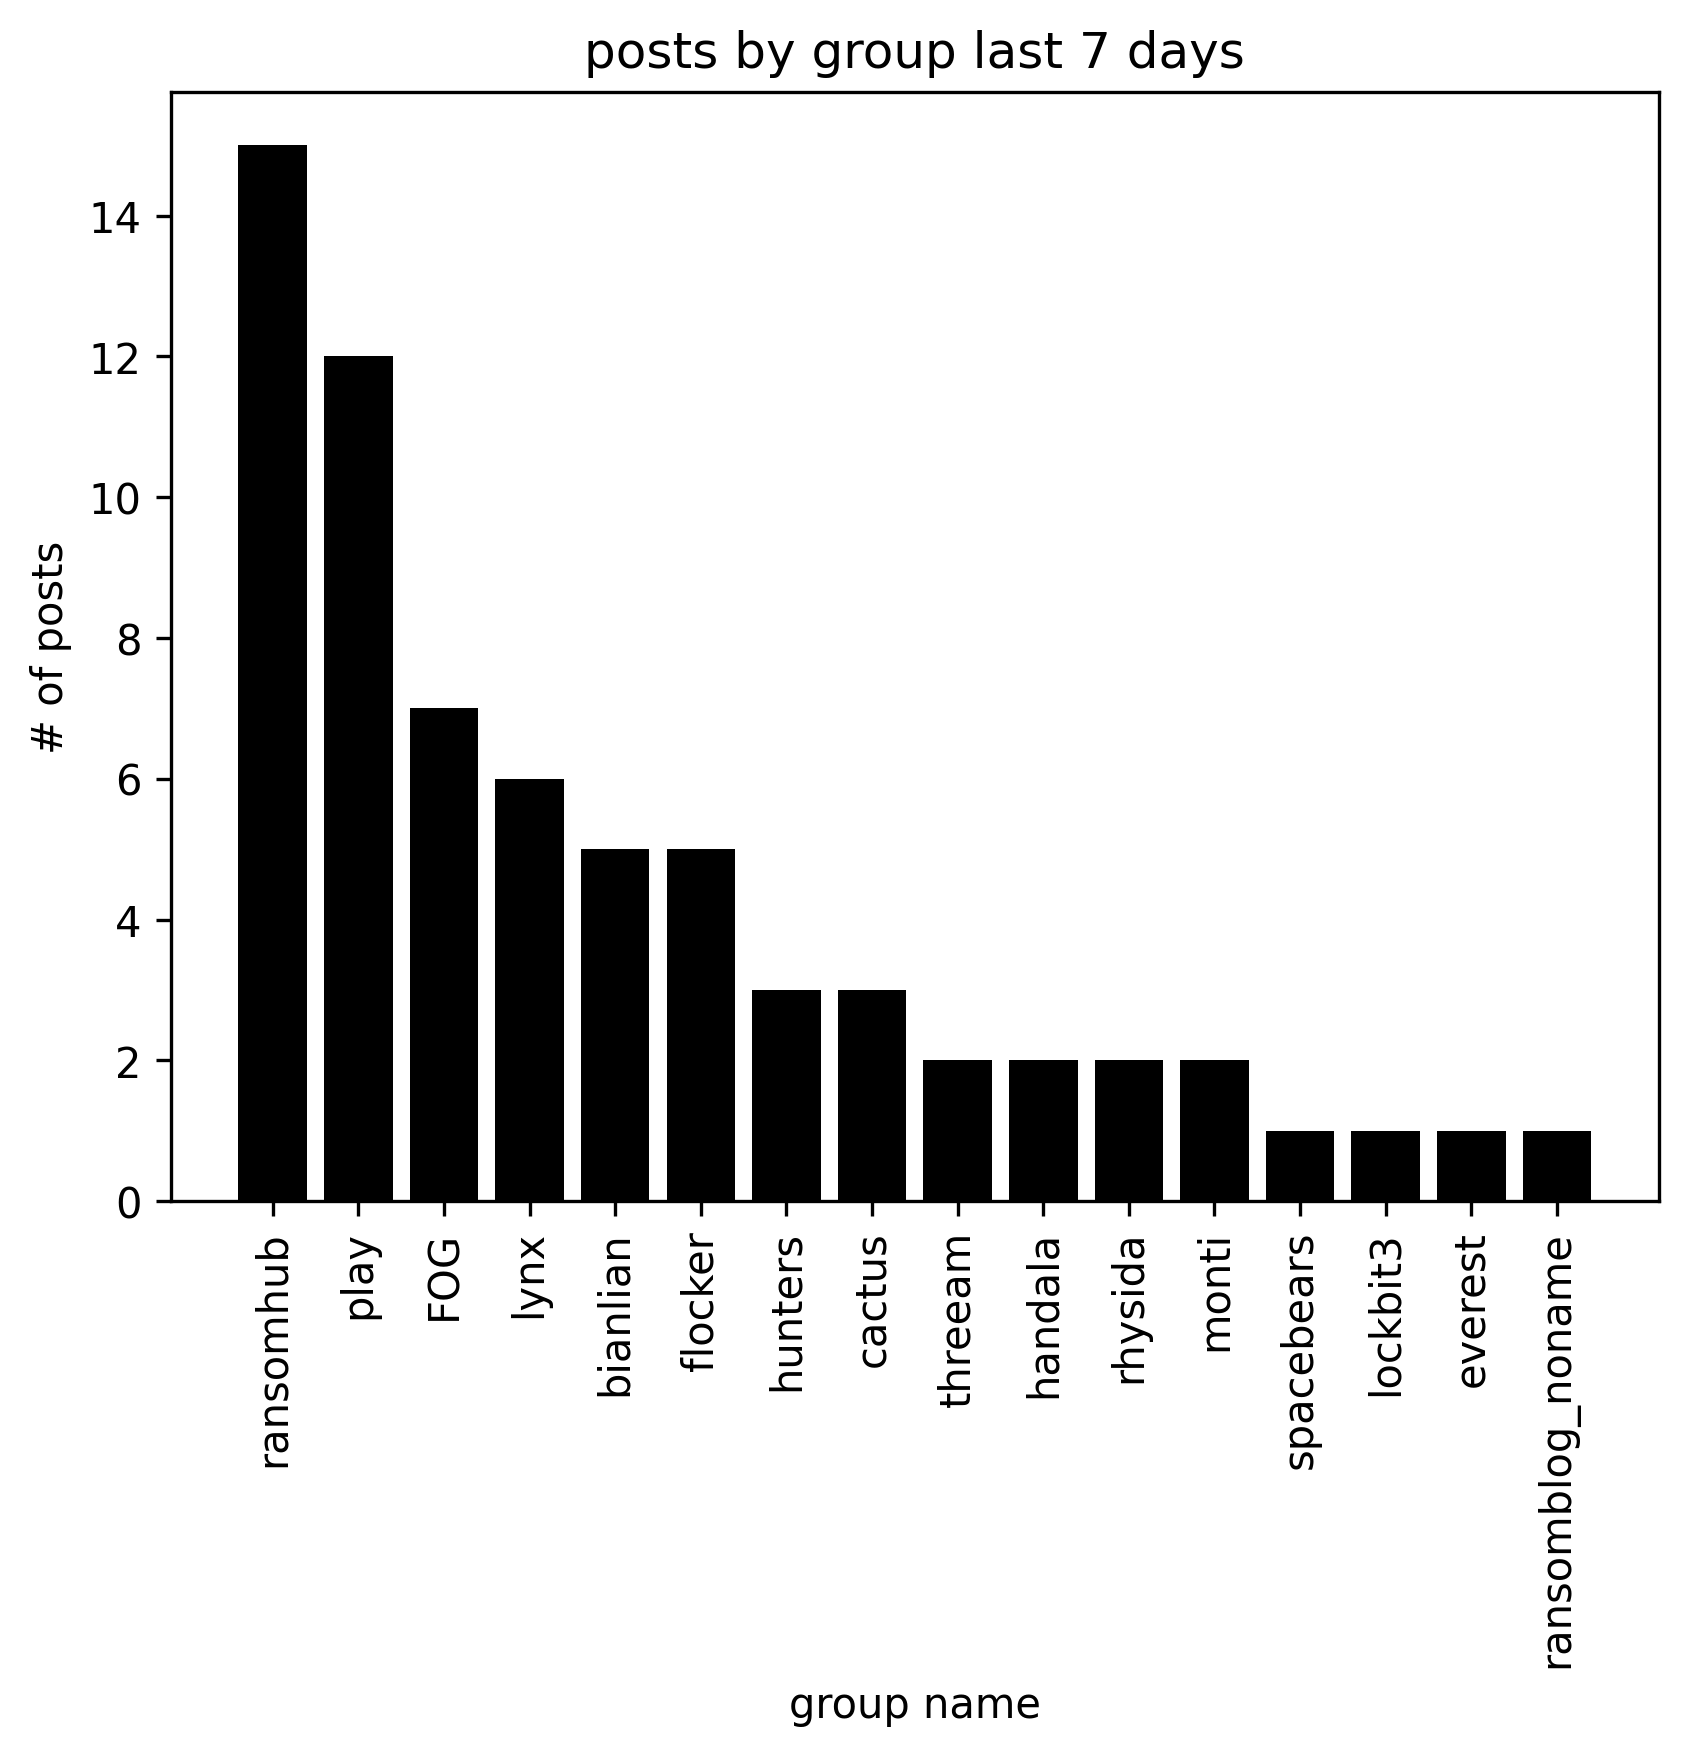 posts by group last 7 days
14
12
10
8
6
4
2
0
# of posts
ransomhub
play
FOG
lynx
bianlian
flocker
hunters
cactus
threeam
handala
rhysida
monti
spacebears
lockbit3
everest
ransomblog_noname
group name